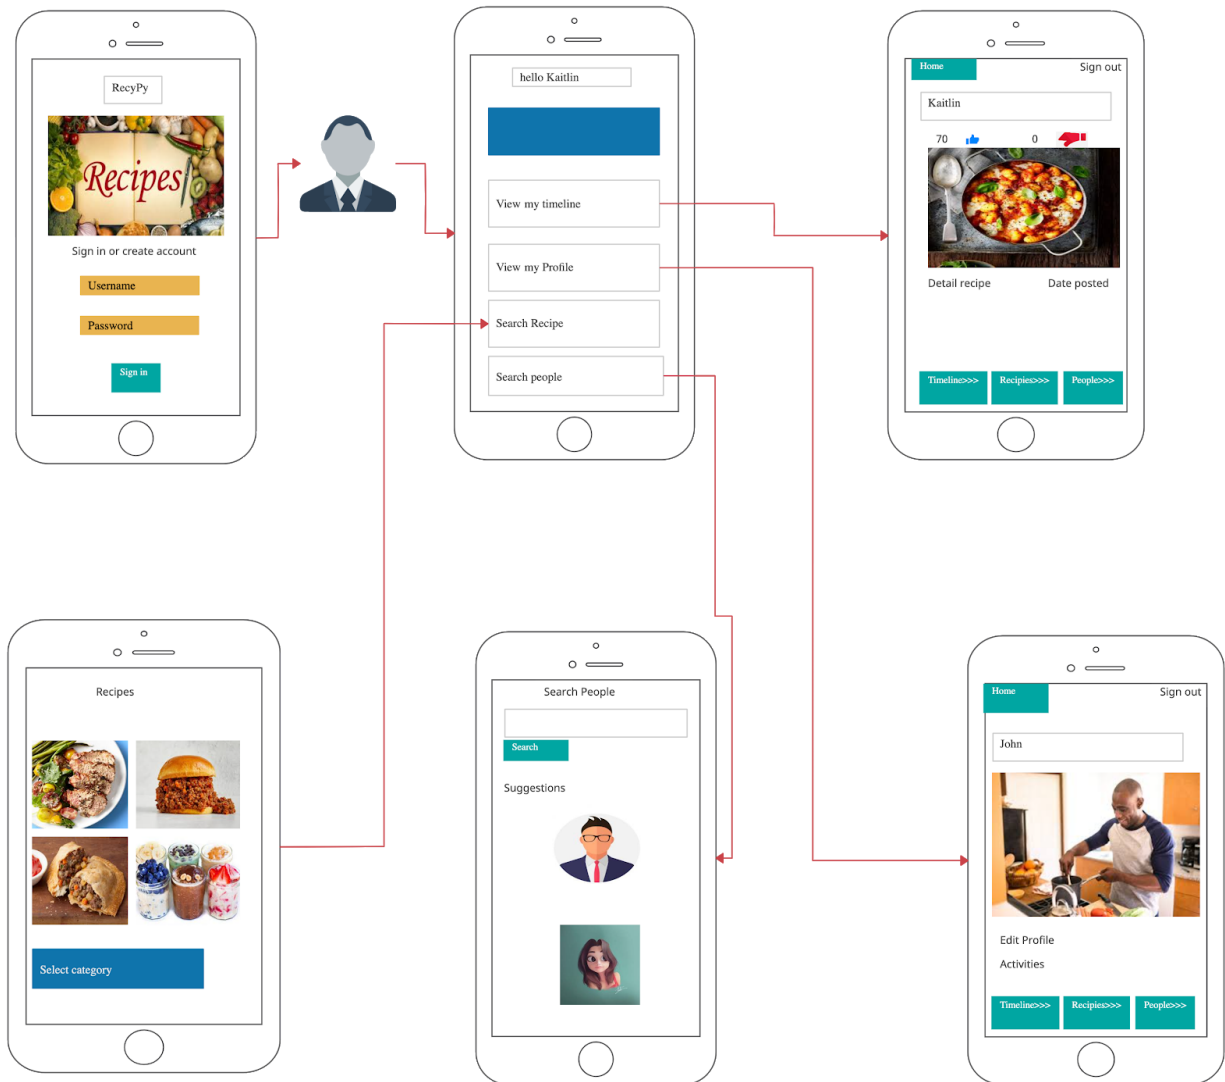 RecyPy
Recipes
Sign in or create account
Username
Password
Sign in
hello Kaitlin
View my timeline
View my Profile
Search Recipe
Search people
Home
Sign out
Kaitlin
70
0
Detail recipe
Date posted
Timeline>>>
Recipies>>>
People>>>
Recipes
Select category
Search People
Search
Suggestions
Home
Sign out
John
Edit Profile
Activities
Timeline>>>
Recipies>>>
People>>>